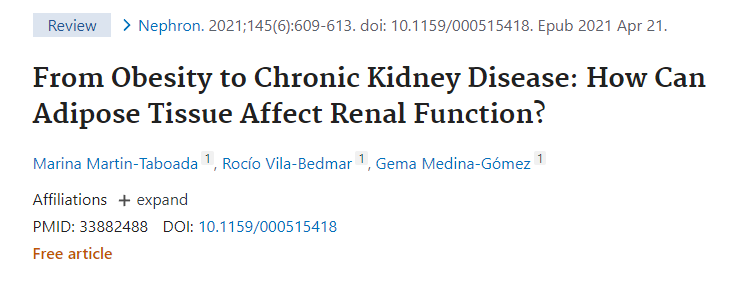 Review > Nephron. 2021;145(6):609-613. doi: 10.1159/000515418. Epub 2021 Apr 21.
From Obesity to Chronic Kidney Disease: How Can
Adipose Tissue Affect Renal Function?
Marina Martin-Taboada 1, Rocío Vila-Bedmar 1, Gema Medina-Gómez 1
Affiliations + expand
PMID: 33882488 DOI: 10.1159/000515418
Free article